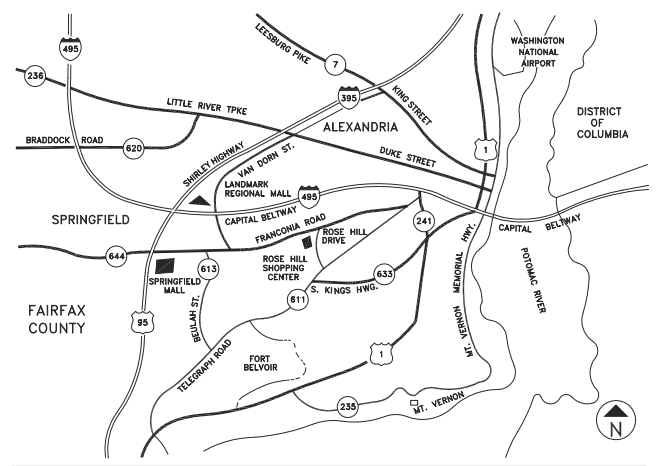 495
236
LEESBURG PIKE
7
WASHINGTON
NATIONAL
AIRPORT
395
KING STREET
LITTLE RIVER TPKE
ALEXANDRIA
DISTRICT
OF
COLUMBIA
BRADDOCK ROAD
620
SHIRLEY HIGHWAY
VAN DORN ST.
DUKE STREET
1
LANDMARK
REGIONAL MALL
495
SPRINGFIELD
CAPITAL BELTWAY
FRANCONIA ROAD
241
CAPITAL BELTWAY
644
613
ROSE HILL
DRIVE
ROSE HILL
SHOPPING
CENTER
633
SPRINGFIELD
MALL
S. KINGS HWG.
611
MT. VERNON MEMORIAL HWY.
POTOMAC RIVER
FAIRFAX
COUNTY
95
BEULAH ST.
TELEGRAPH ROAD
FORT
BELVOIR
1
235
MT. VERNON
N